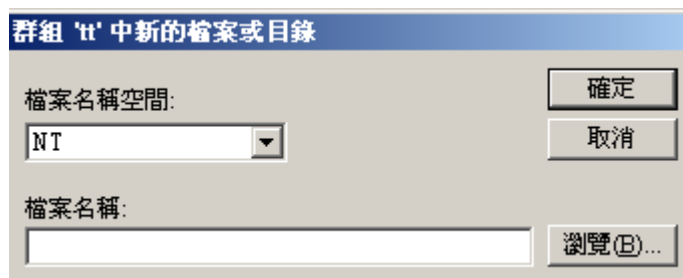 群組 'tt' 中新的檔案或目錄
檔案名稱空間:
確定
NT
取消
檔案名稱:
瀏覽(B)...